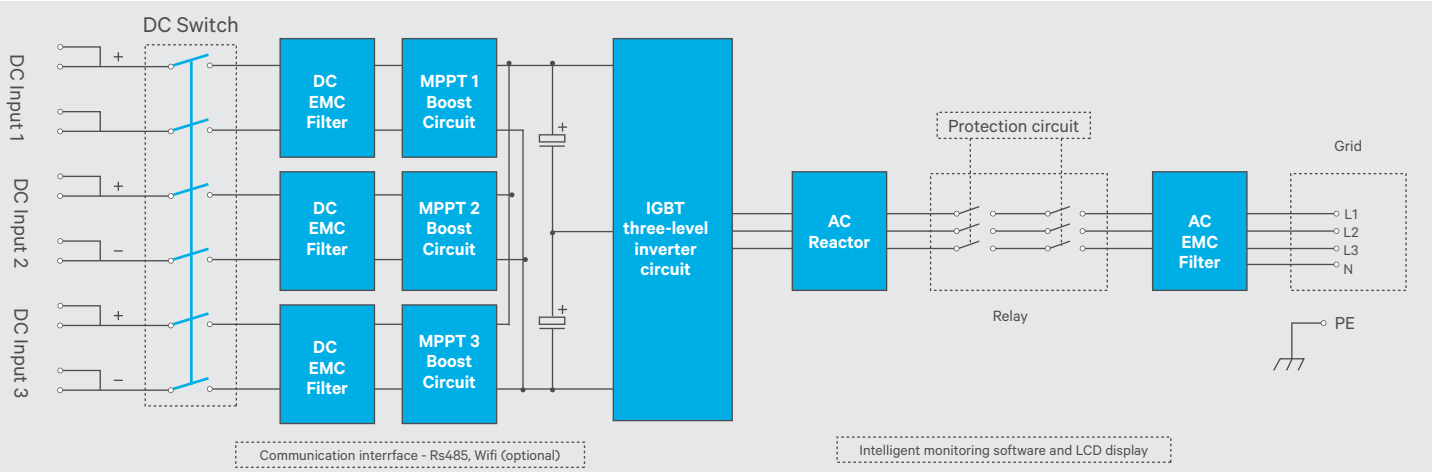 DC Switch
DC Input 1
+
DC Input 2
+
−
DC Input 3
+
−
DC
EMC
Filter
MPPT 1
Boost
Circuit
DC
EMC
Filter
MPPT 2
Boost
Circuit
DC
EMC
Filter
MPPT 3
Boost
Circuit
+
+
IGBT
three-level
inverter
circuit
AC
Reactor
Protection circuit
Relay
AC
EMC
Filter
Grid
L1
L2
L3
N
PE
Communication interrface - Rs485, Wifi (optional)
Intelligent monitoring software and LCD display